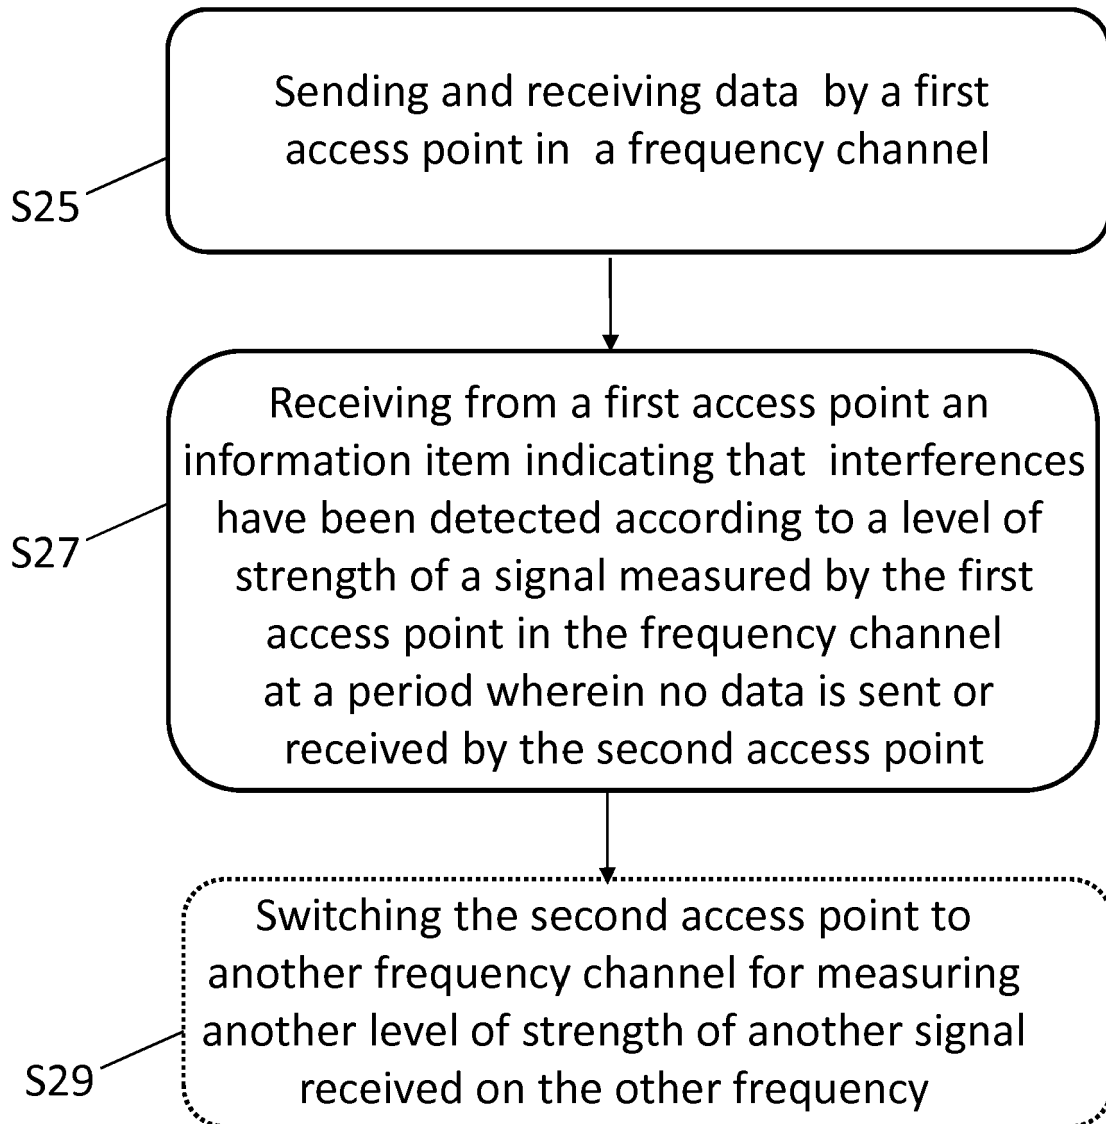 Sending and receiving data by a first
access point in a frequency channel
S25
Receiving from a first access point an
information item indicating that interferences
have been detected according to a level of
strength of a signal measured by the first
access point in the frequency channel
at a period wherein no data is sent or
received by the second access point
S27
Switching the second access point to
another frequency channel for measuring
another level of strength of another signal
received on the other frequency
S29